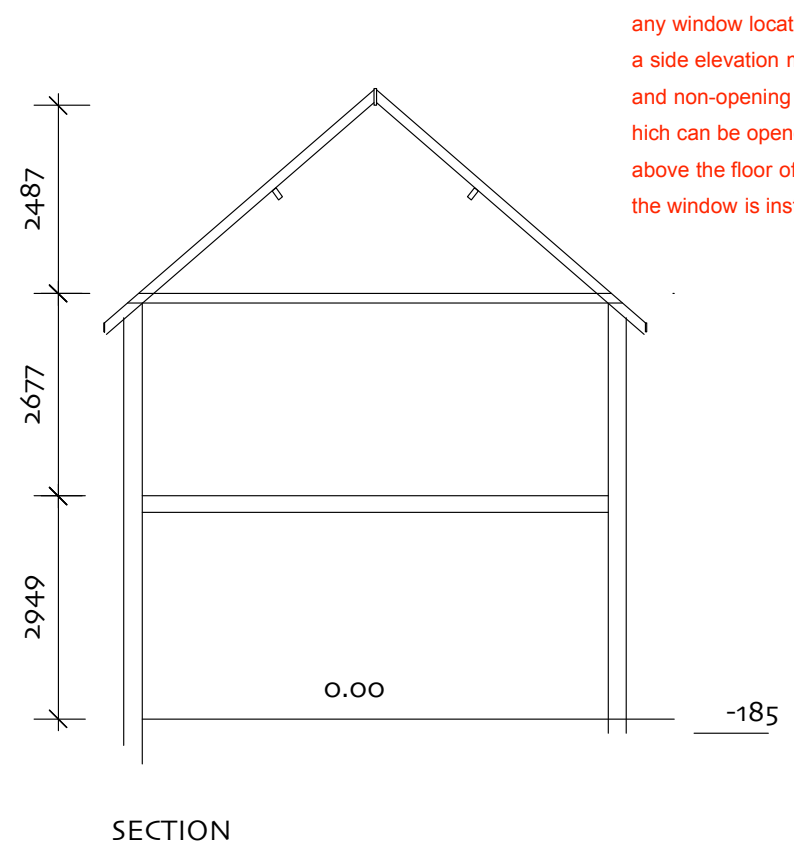 any window locat
a side elevation
and non-opening
hich can be open
above the floor of
the window is ins
2487
2677
2949
0.00
-185
SECTION